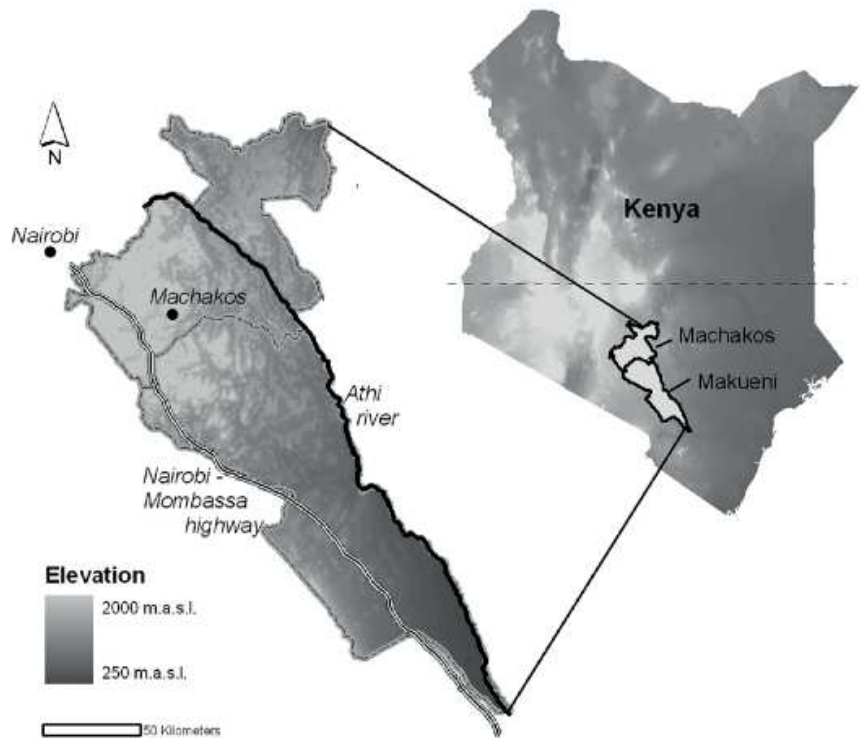 N
Nairobi
Machakos
Athi
river
Nairobi -
Mombassa
highway
Elevation
2000 m.a.s.l.
250 m.a.s.l.
50 Kilometers
Kenya
Machakos
Makueni